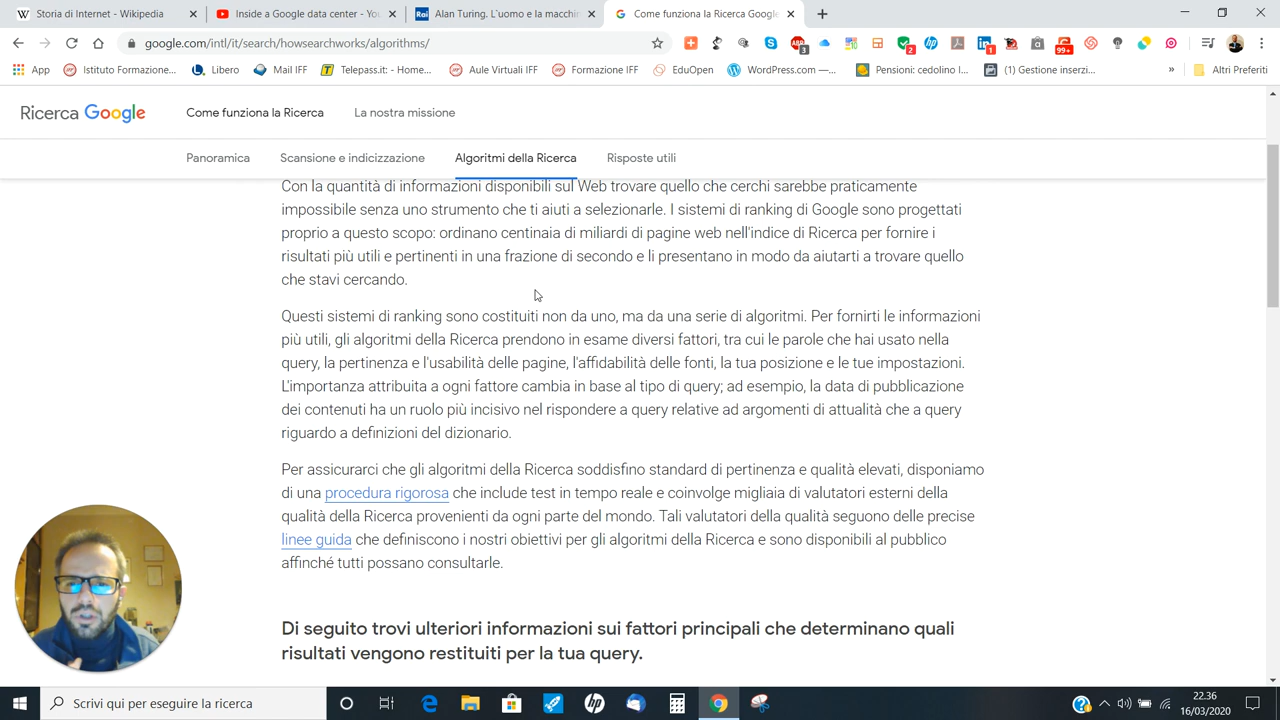 Storia di Internet - Wikipedia
Inside a Google data center - You
Rai Alan Turing. L'uomo e la macchin
Come funziona la Ricerca Google
google.com/intl/it/search/howsearchworks/algorithms/
App
Istituto Formazione...
Libero
Mail IFF
Telepass.it: - Home...
Aule Virtuali IFF
Formazione IFF
EduOpen
WordPress.com —...
Pensioni: cedolino I...
(1) Gestione inserzi...
»
Altri Preferiti
Ricerca Google
Come funziona la Ricerca
La nostra missione
Panoramica
Scansione e indicizzazione
Algoritmi della Ricerca
Risposte utili
Con la quantità di informazioni disponibili sul Web trovare quello che cerchi sarebbe praticamente
impossibile senza uno strumento che ti aiuti a selezionarle. I sistemi di ranking di Google sono progettati
proprio a questo scopo: ordinano centinaia di miliardi di pagine web nell'indice di Ricerca per fornire i
risultati più utili e pertinenti in una frazione di secondo e li presentano in modo da aiutarti a trovare quello
che stavi cercando.
Questi sistemi di ranking sono costituiti non da uno, ma da una serie di algoritmi. Per fornirti le informazioni
più utili, gli algoritmi della Ricerca prendono in esame diversi fattori, tra cui le parole che hai usato nella
query, la pertinenza e l'usabilità delle pagine, l'affidabilità delle fonti, la tua posizione e le tue impostazioni.
L'importanza attribuita a ogni fattore cambia in base al tipo di query; ad esempio, la data di pubblicazione
dei contenuti ha un ruolo più incisivo nel rispondere a query relative ad argomenti di attualità che a query
riguardo a definizioni del dizionario.
Per assicurarci che gli algoritmi della Ricerca soddisfino standard di pertinenza e qualità elevati, disponiamo
di una procedura rigorosa che include test in tempo reale e coinvolge migliaia di valutatori esterni della
qualità della Ricerca provenienti da ogni parte del mondo. Tali valutatori della qualità seguono delle precise
linee guida che definiscono i nostri obiettivi per gli algoritmi della Ricerca e sono disponibili al pubblico
affinché tutti possano consultarle.
Di seguito trovi ulteriori informazioni sui fattori principali che determinano quali
risultati vengono restituiti per la tua query.
Scrivi qui per eseguire la ricerca
22.36
16/03/2020